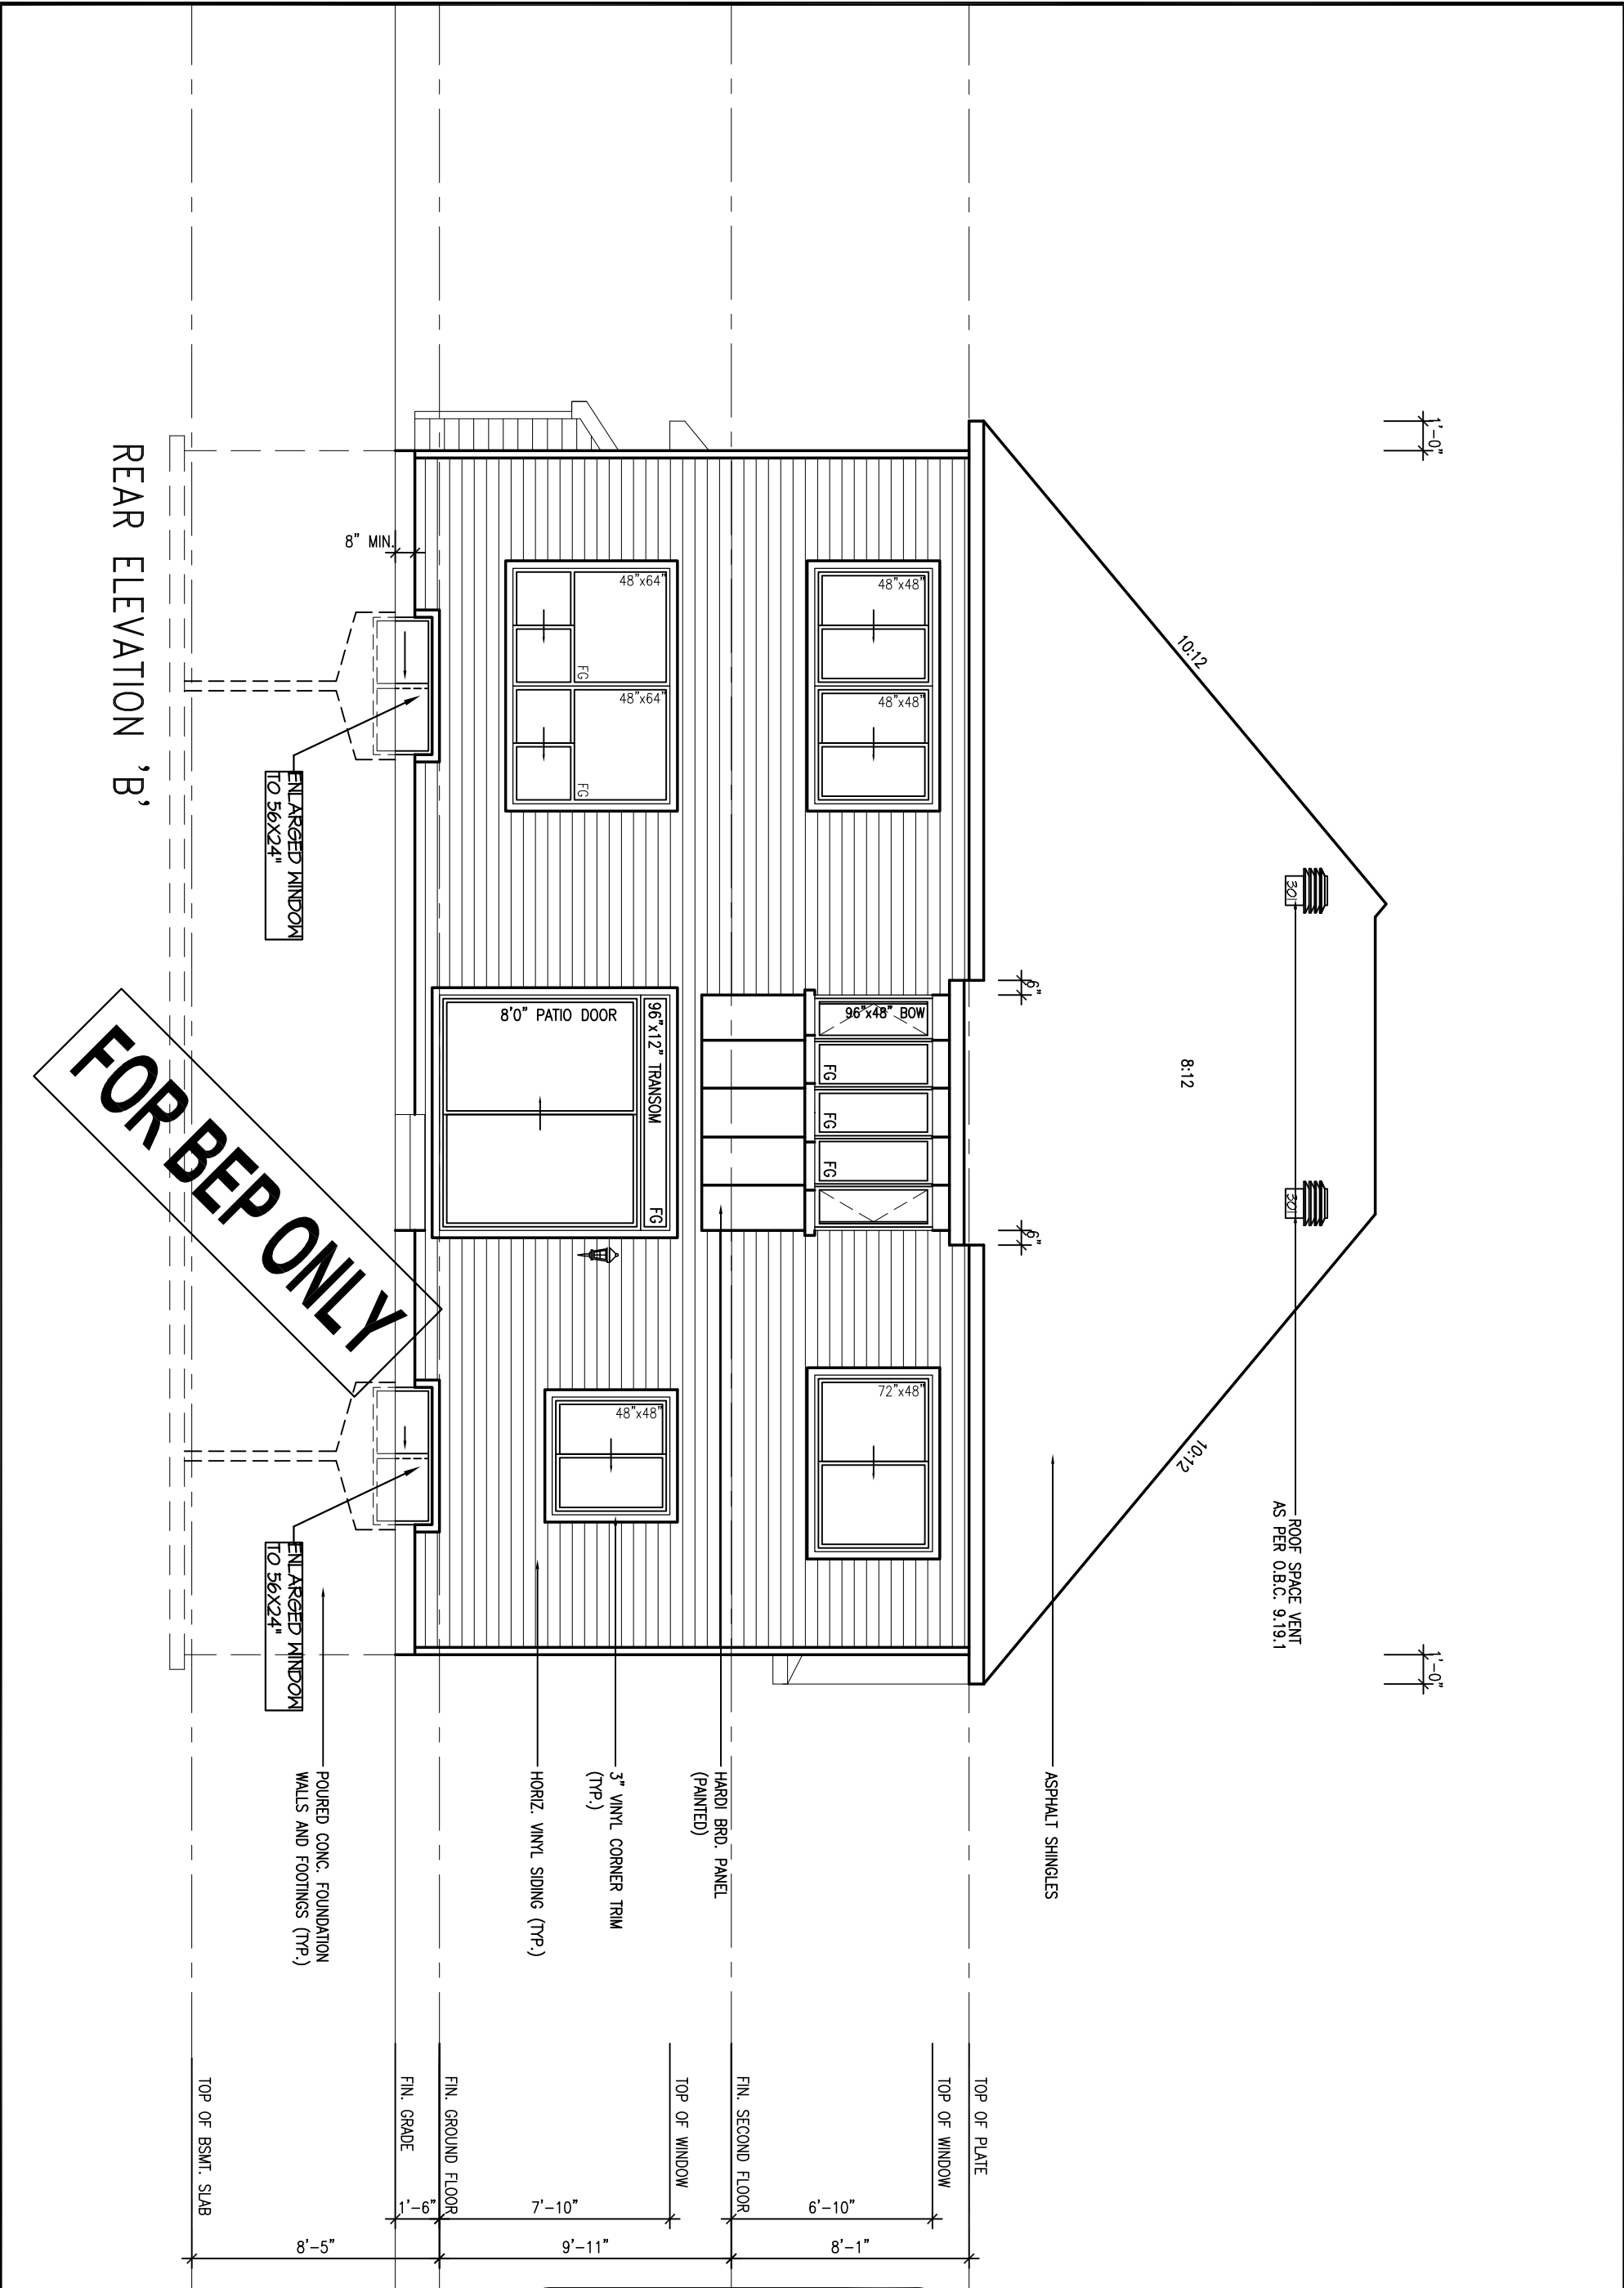 1'-0"
1'-0"
10:12
8:12
10:12
301
301
ROOF SPACE VENT
AS PER O.B.C. 9.19.1
6"
6"
ASPHALT SHINGLES
48"x48"
48"x48"
96"x48" BOW
FG
FG
FG
72"x48"
HARDI BRD. PANEL
(PAINTED)
48"x64"
FG
48"x64"
FG
96"x12" TRANSOM
FG
8'0" PATIO DOOR
48"x48"
3" VINYL CORNER TRIM
(TYP.)
HORIZ. VINYL SIDING (TYP.)
8" MIN.
ENLARGED WINDOW
TO 56X24"
ENLARGED WINDOW
TO 56X24"
POURED CONC. FOUNDATION
WALLS AND FOOTINGS (TYP.)
TOP OF PLATE
TOP OF WINDOW
FIN. SECOND FLOOR
TOP OF WINDOW
FIN. GROUND FLOOR
FIN. GRADE
TOP OF BSMT. SLAB
6'-10"
7'-10"
1'-6"
8'-1"
9'-11"
8'-5"
REAR ELEVATION 'B'
FOR BEP ONLY